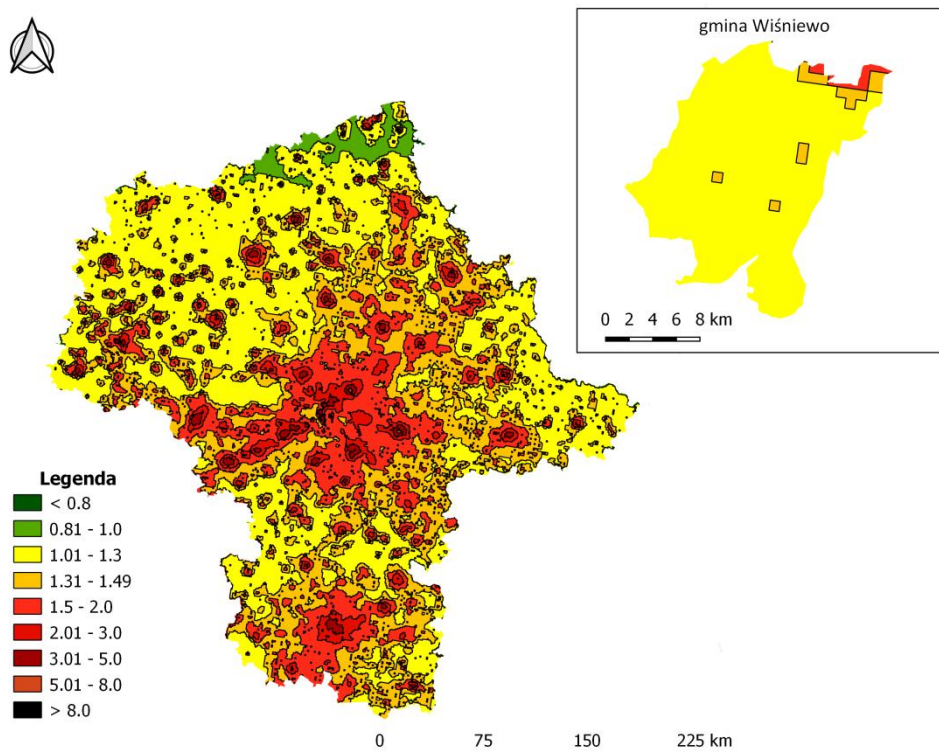 gmina Wiśniewo
0 2 4 6 8 km
Legenda
< 0.8
0.81 - 1.0
1.01 - 1.3
1.31 - 1.49
1.5 - 2.0
2.01 - 3.0
3.01 - 5.0
5.01 - 8.0
> 8.0
0 75 150 225 km